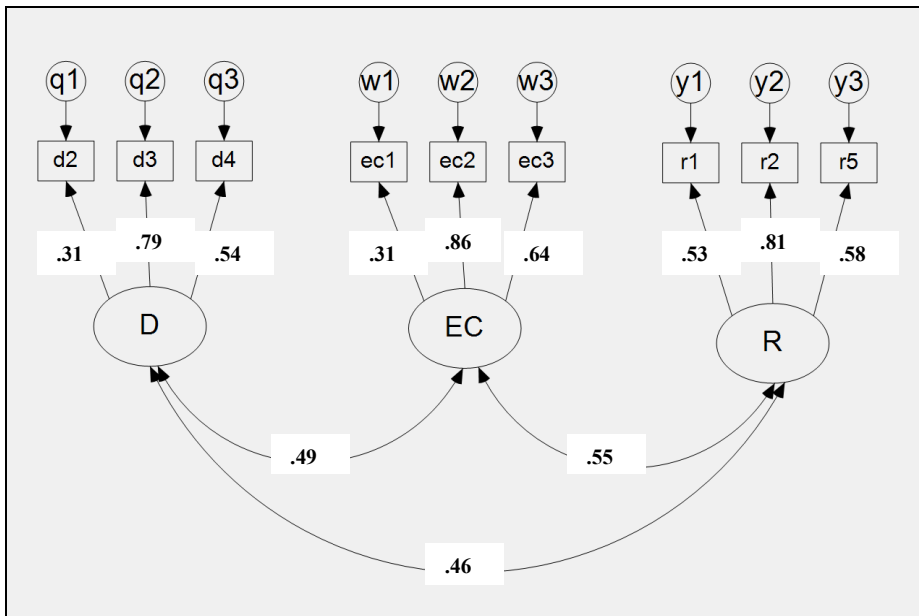 q1 q2 q3 w1 w2 w3 y1 y2 y3
d2 d3 d4 ec1 ec2 ec3 r1 r2 r5
.31 .79 .54 .31 .86 .64 .53 .81 .58
D EC R
.49 .55
.46